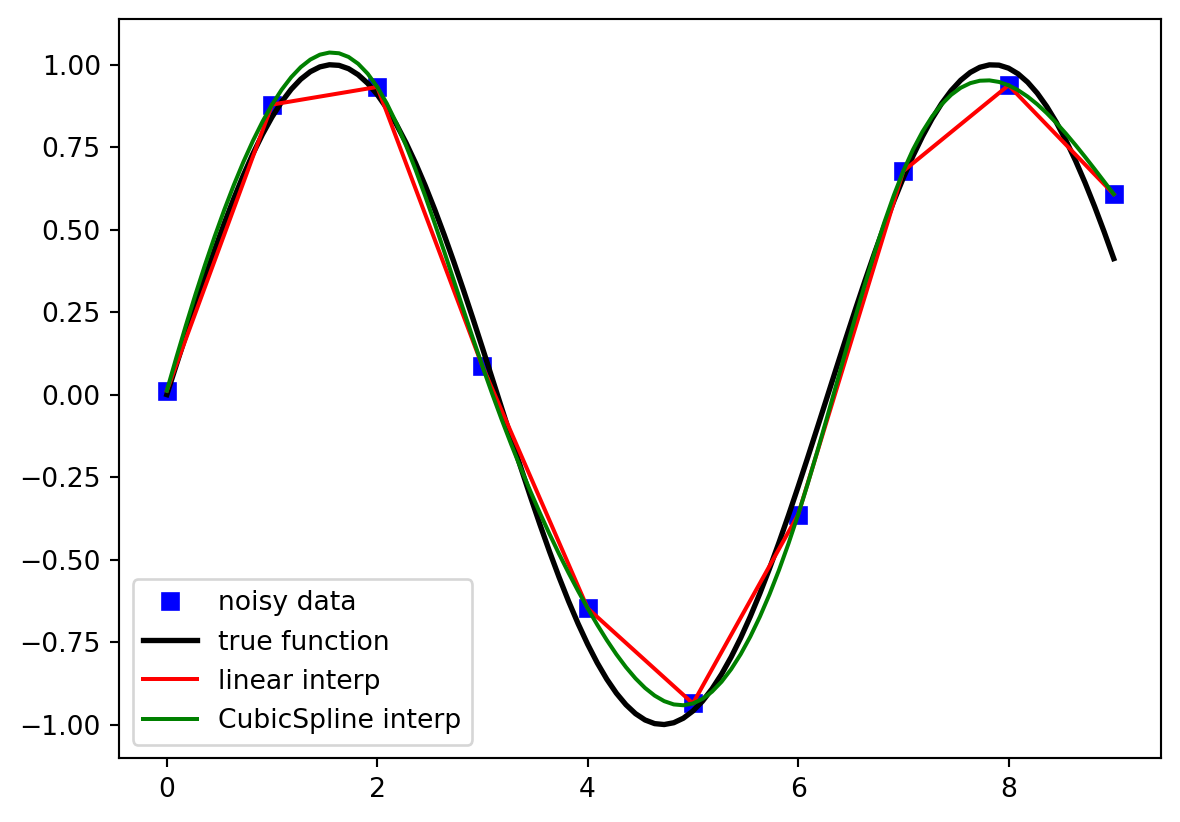 1.00
0.75
0.50
0.25
0.00
−0.25
−0.50
−0.75
−1.00
noisy data
true function
linear interp
CubicSpline interp
0 2 4 6 8